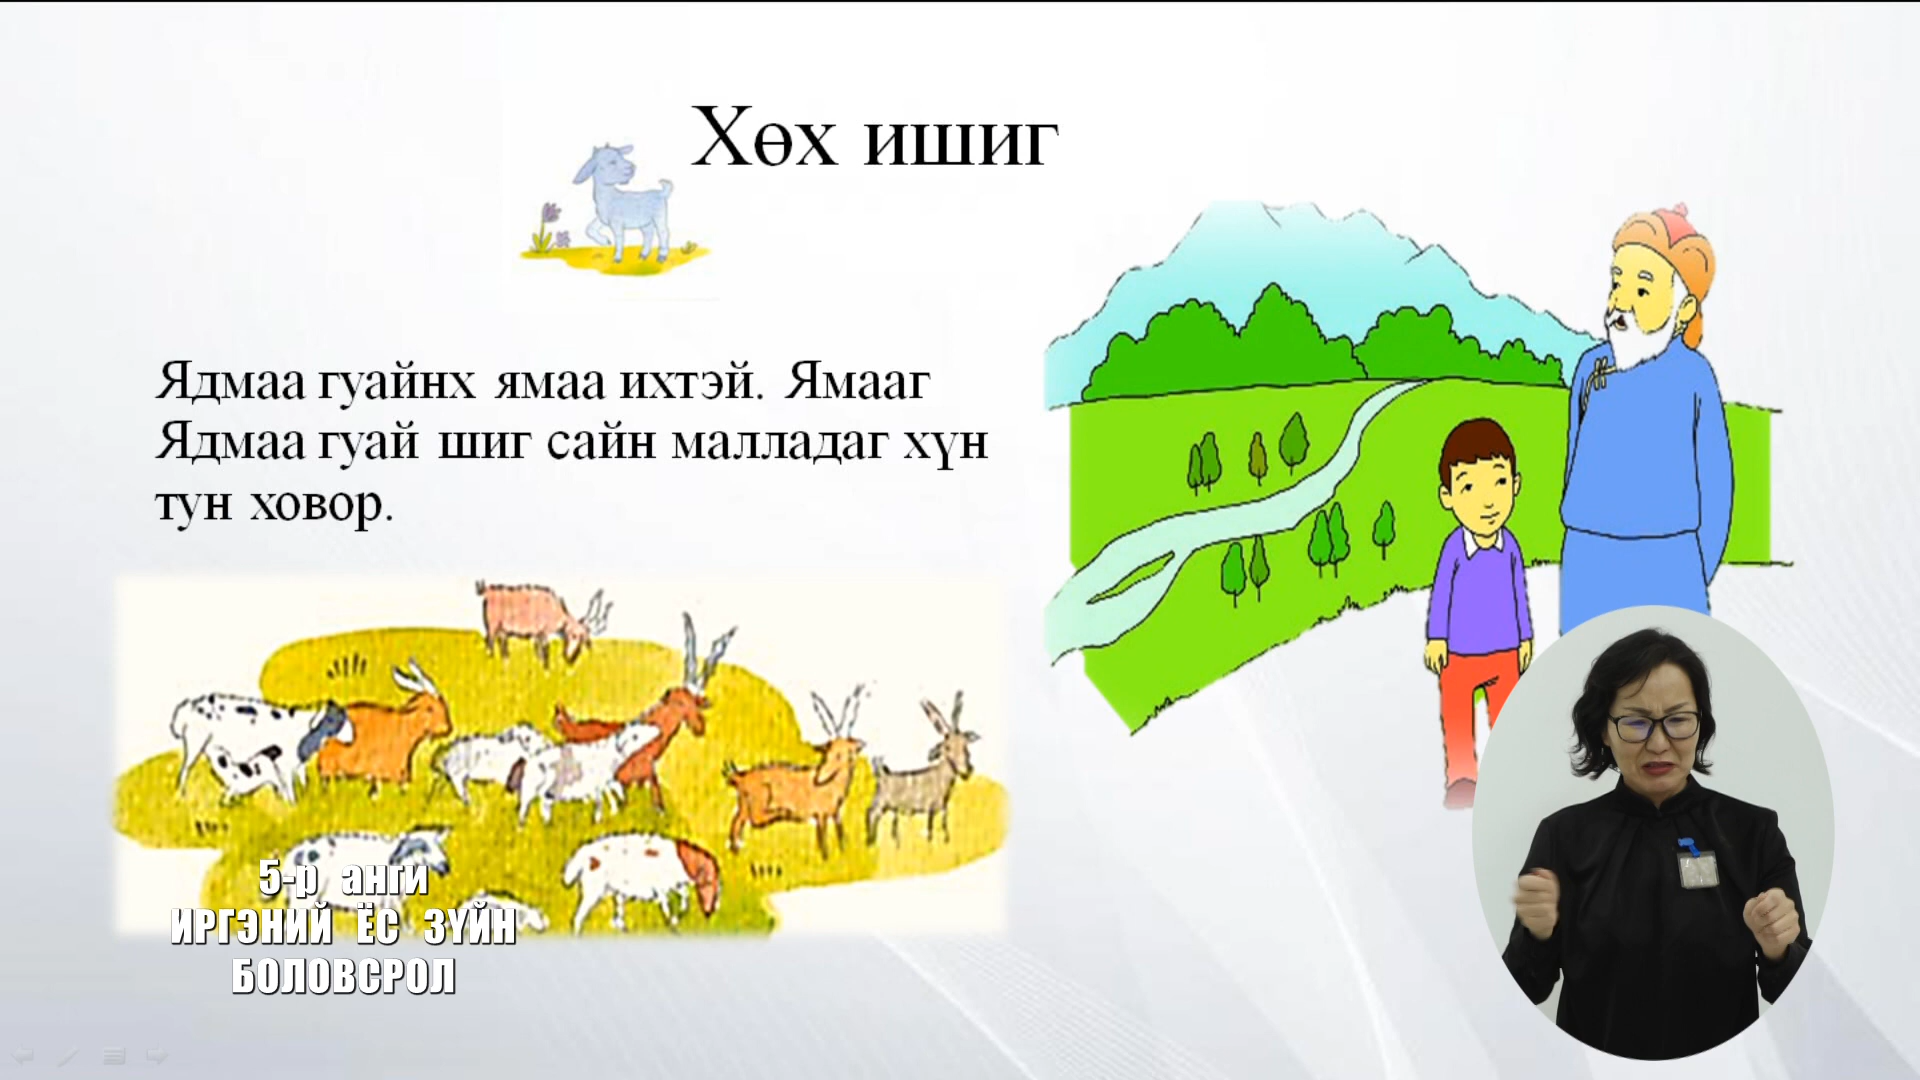 Хөх ишиг
Ядмаа гуайнх ямаа ихтэй. Ямааг
Ядмаа гуай шиг сайн малладаг хүн
тун ховор.
5-р анги
ИРГЭНИЙ ЁС ЗҮЙН
БОЛОВСРОЛ